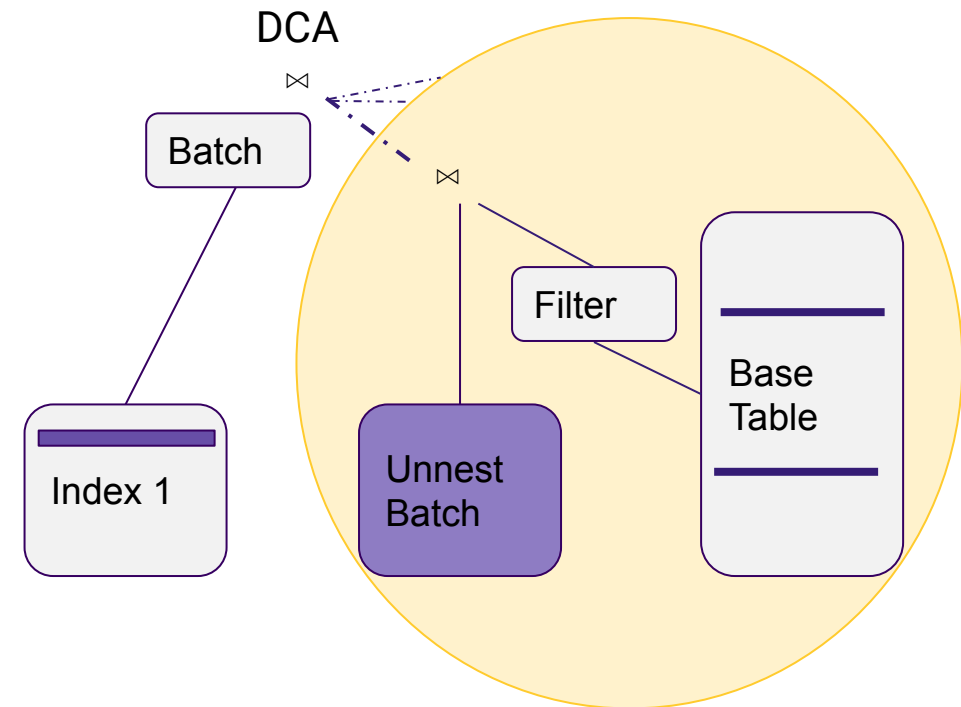 DCA
⋈
Batch
⋈
Filter
Base
Table
Index 1
Unnest
Batch